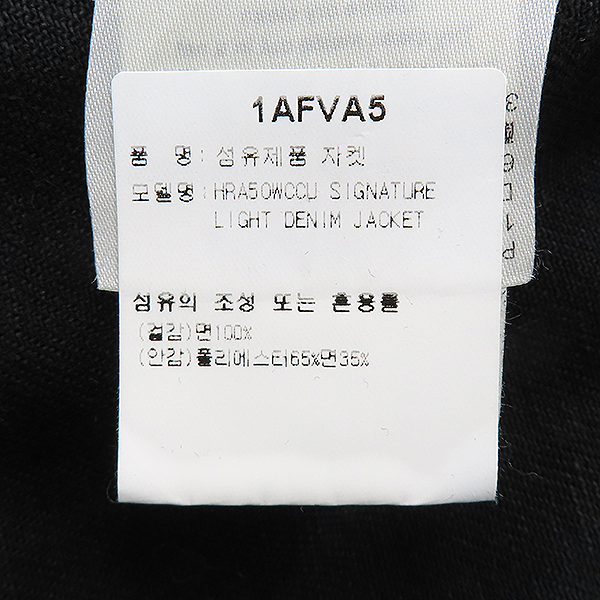 1AFVA5
품 명 : 섬유제품 자켓
모델명 : HRA50WCCU SIGNATURE
LIGHT DENIM JACKET
섬유의 조성 또는 혼용률
(겉감)면100%
(안감)폴리에스터65%면35%